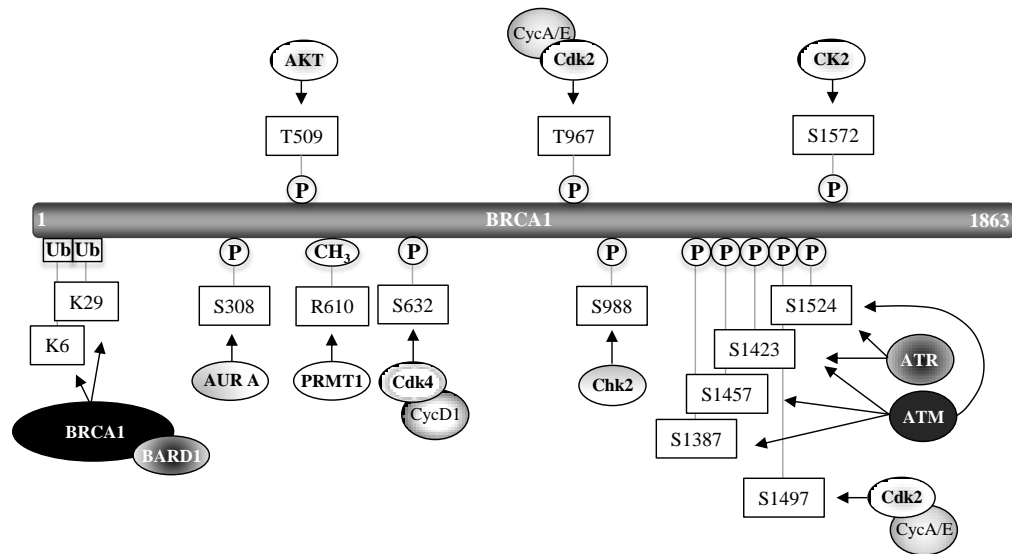 CycA/E
AKT
Cdk2
CK2
T509
T967
S1572
P
P
P
1
BRCA1
1863
Ub
Ub
P
CH3
P
P
P
P
P
P
P
K29
S308
R610
S632
S988
S1524
K6
S1423
ATR
AUR A
PRMT1
Cdk4
Chk2
S1457
CycD1
ATM
BRCA1
S1387
BARD1
S1497
Cdk2
CycA/E